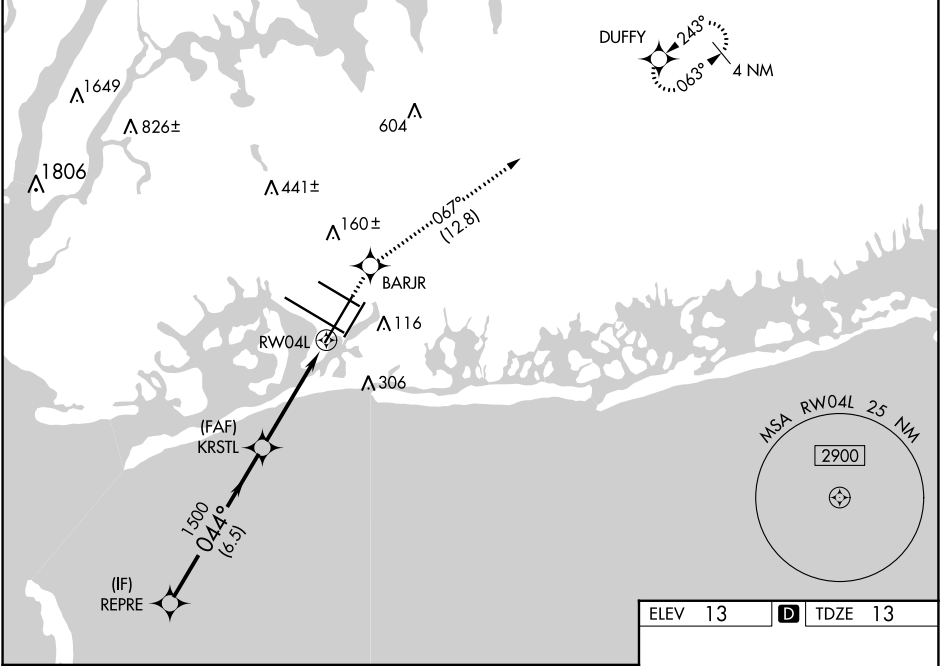 DUFFY
243°
063°
4 NM
1649
826±
604
1806
441±
160±
067°
(12.8)
BARJR
116
RW04L
306
(FAF)
KRSTL
MSA RW04L 25 NM
2900
1500
044°
(6.5)
(IF)
REPRE
ELEV 13 D TDZE 13